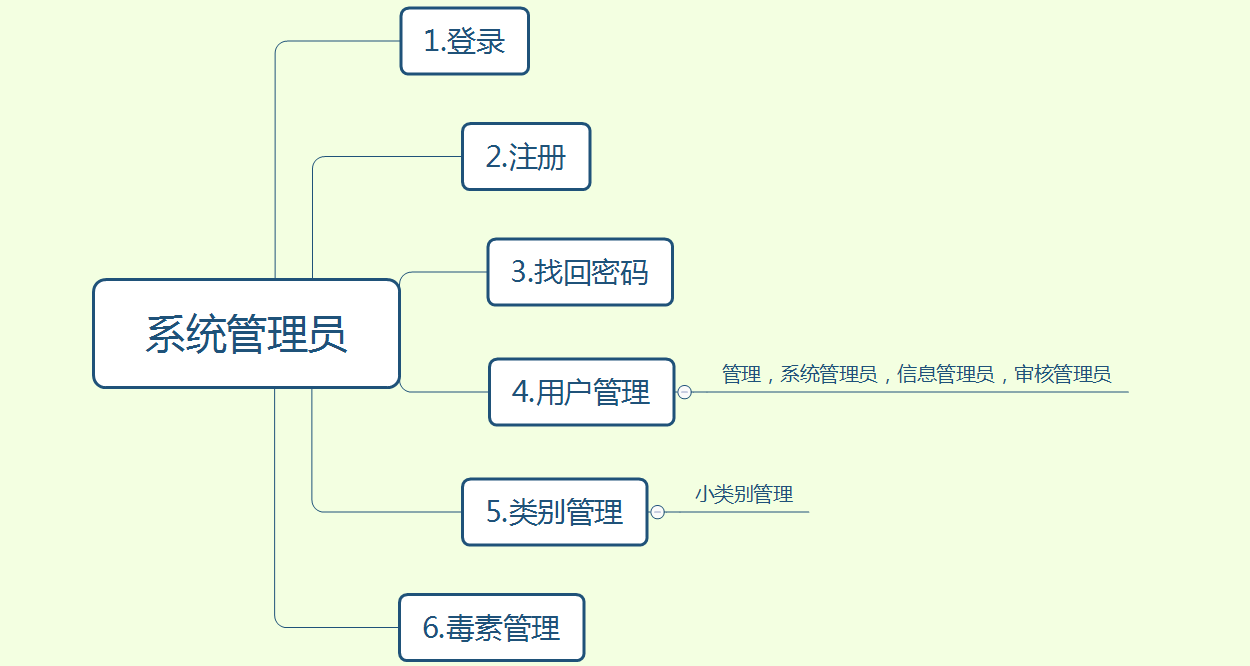 1.登录
2.注册
3.找回密码
系统管理员
4.用户管理
管理，系统管理员，信息管理员，审核管理员
5.类别管理
小类别管理
6.毒素管理